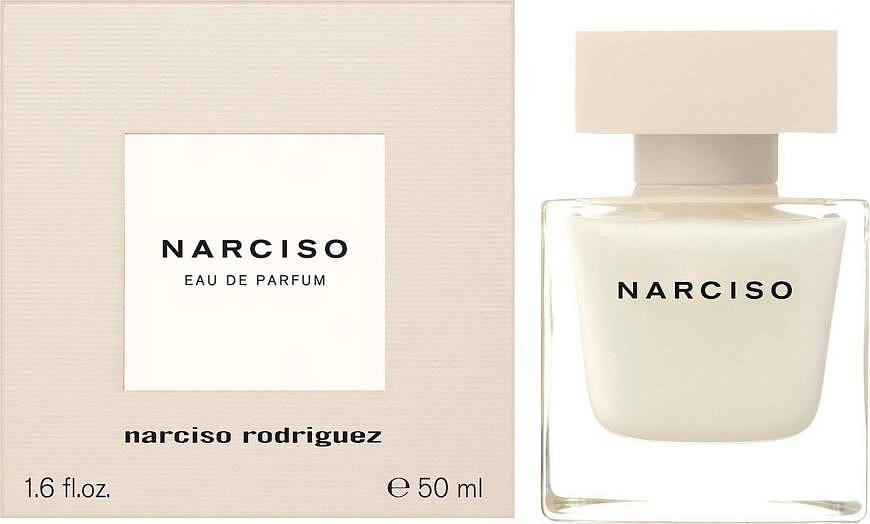 NARCISO
EAU DE PARFUM
narciso rodriguez
1.6 fl.oz.
℮ 50 ml
NARCISO